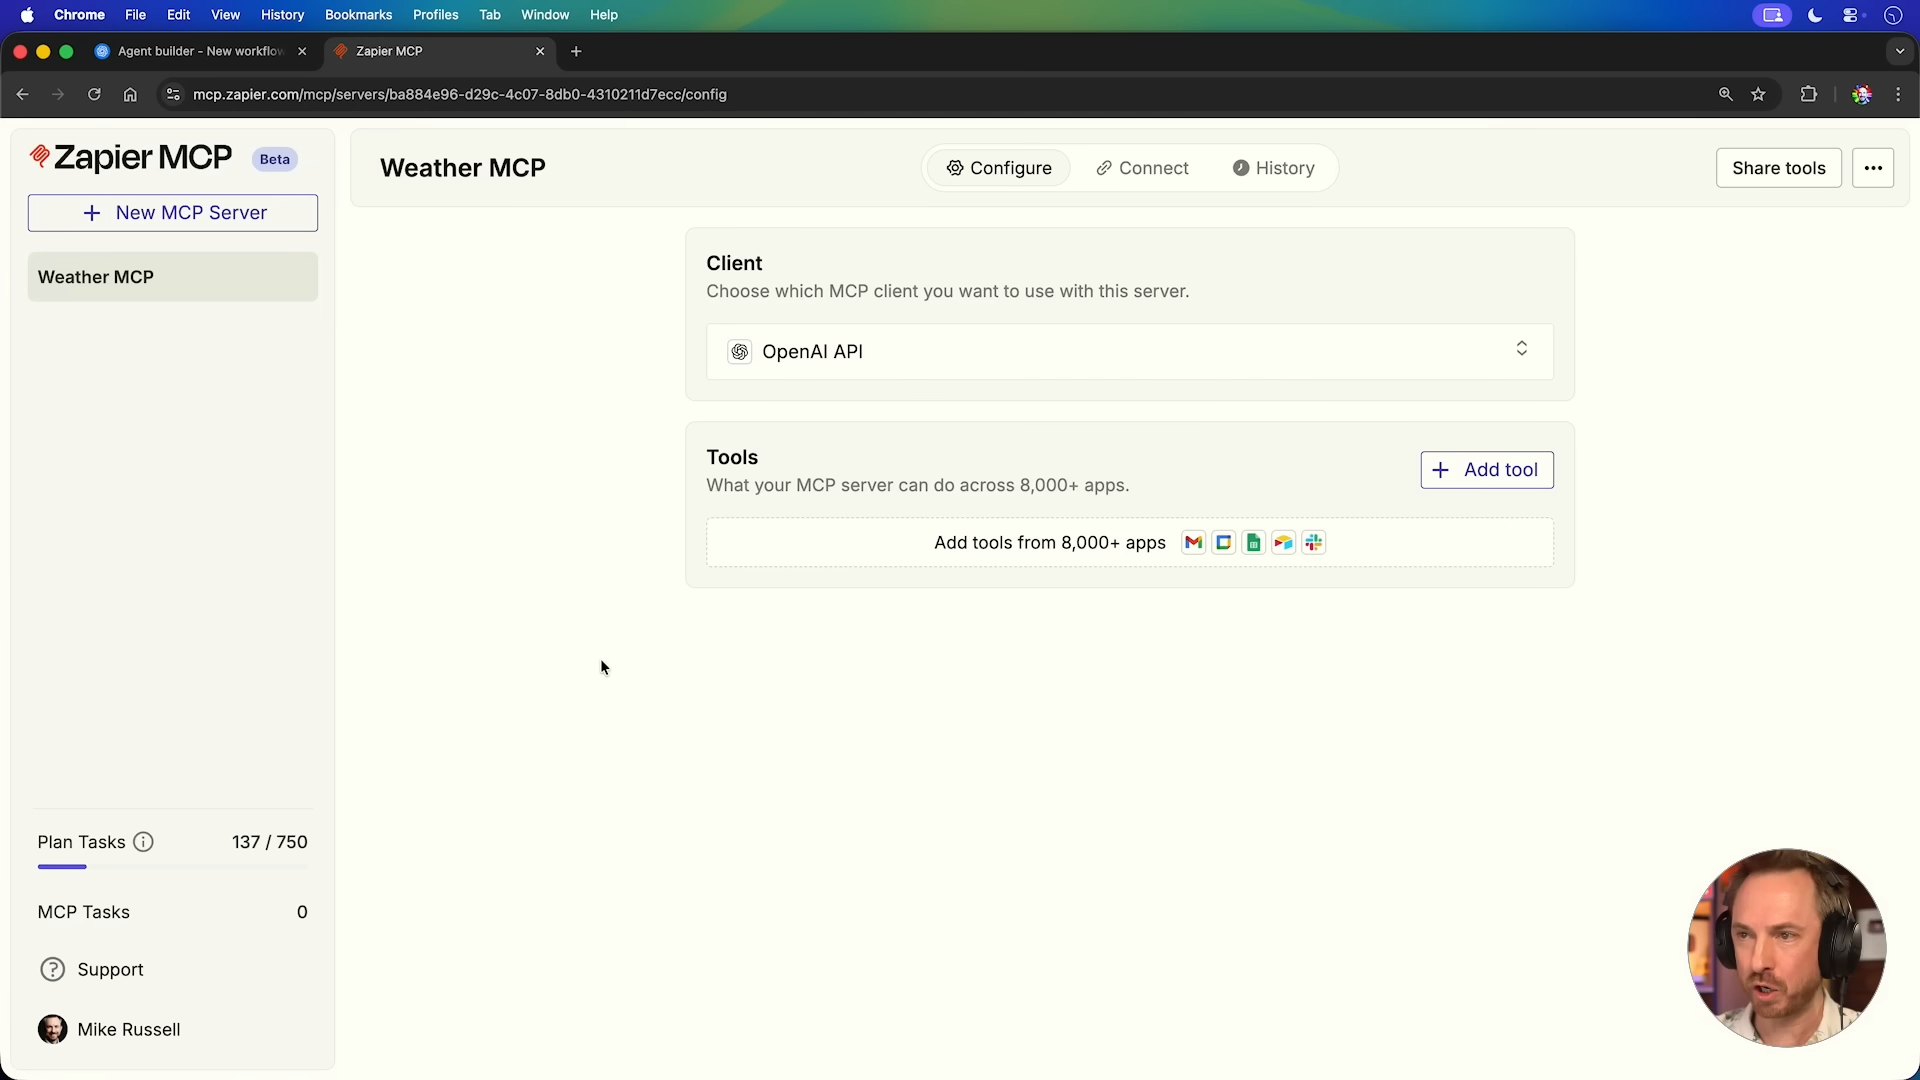 Chrome File Edit View History Bookmarks Profiles Tab Window Help
Agent builder - New workflow
Zapier MCP
mcp.zapier.com/mcp/servers/ba884e96-d29c-4c07-8db0-4310211d7ecc/config
Zapier MCP Beta
+ New MCP Server
Weather MCP
Plan Tasks 137 / 750
MCP Tasks 0
Support
Mike Russell
Weather MCP
Configure
Connect
History
Share tools
Client
Choose which MCP client you want to use with this server.
OpenAI API
Tools
What your MCP server can do across 8,000+ apps.
+ Add tool
Add tools from 8,000+ apps